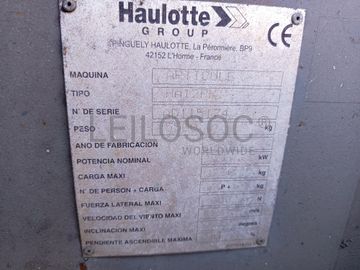 Haulotte
GROUP
PINGUELY HAULOTTE, La Péronnière, BP9
42152 L'Horme - France
CE
MAQUINA
TIPO
N° DE SERIE
PESO kg
ANO DE FABRICACION
POTENCIA NOMINAL kW
CARGA MAXI kg
N° DE PERSON + CARGA P + kg
FUERZA LATERAL MAXI N
VELOCIDAD DEL VIENTO MAXI
INCLINACION MAXI
PENDIENTE ASCENDIBLE MAXIMA
LEILOSOC®
WORLDWIDE